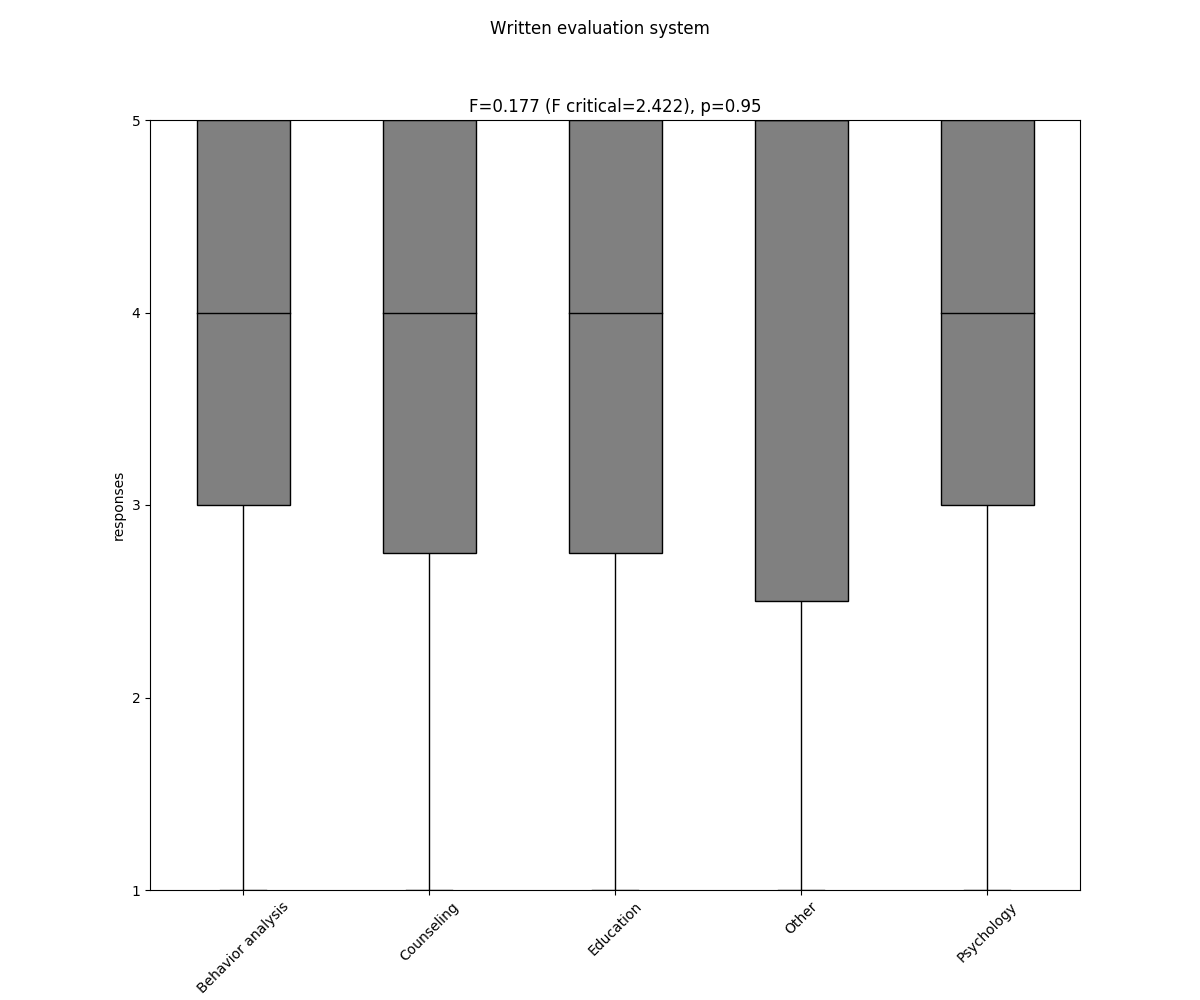 Written evaluation system
F=0.177 (F critical=2.422), p=0.95
5
4
3
2
1
responses
Behavior analysis
Counseling
Education
Other
Psychology